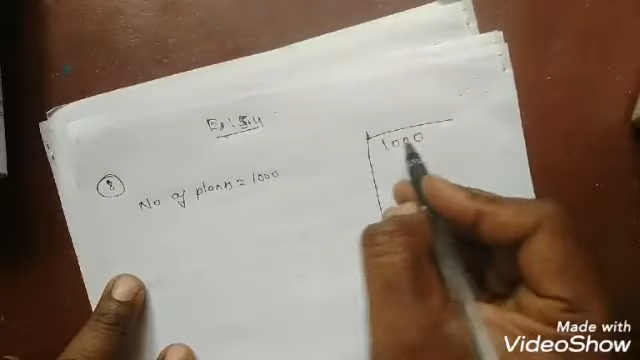 Ex: 5.4
8
No of plants = 1000
1000
Made with
VideoShow